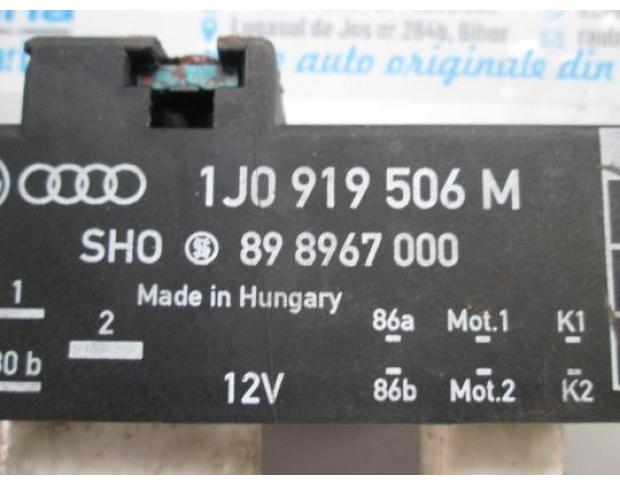 Lugasul de Jos nr. 284b, Bihor
auto originale din
1J0 919 506 M
SHO 89 8967 000
Made in Hungary
1
2
86a Mot.1 K1
30 b
12V 86b Mot.2 K2